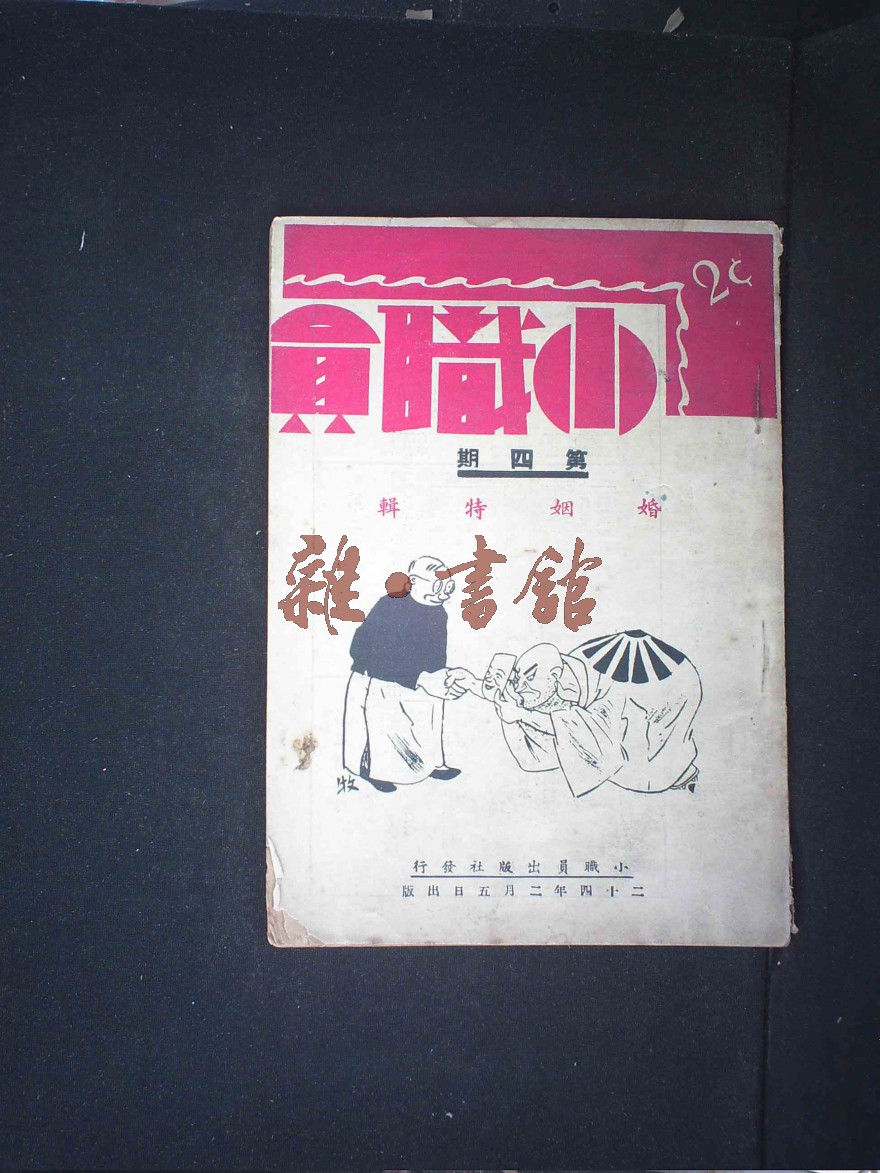 2¢
小職員
第四期
婚姻特輯
雜·書館
牧
小職員出版社發行
二十四年二月五日出版